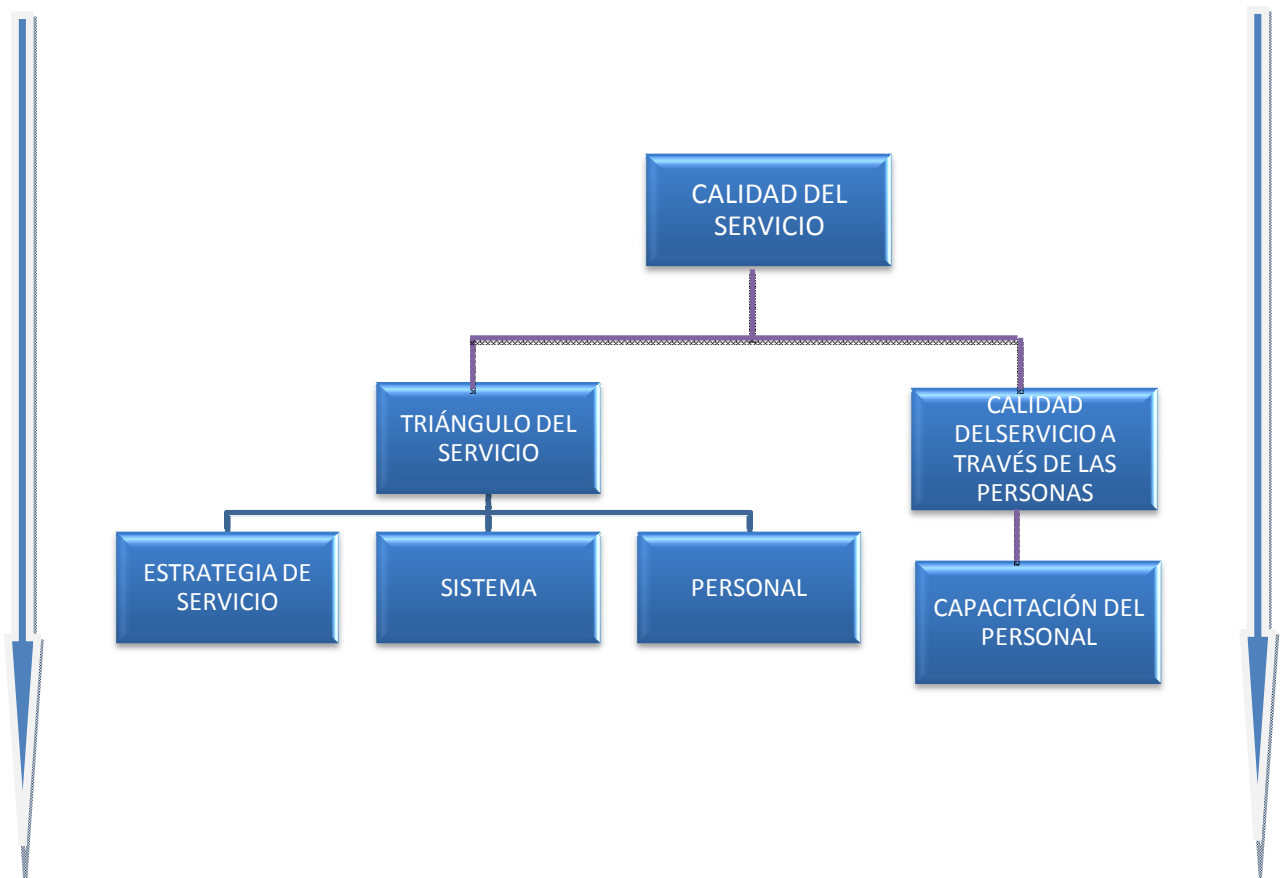 CALIDAD DEL
SERVICIO
TRIÁNGULO DEL
SERVICIO
CALIDAD
DELSERVICIO A
TRAVÉS DE LAS
PERSONAS
ESTRATEGIA DE
SERVICIO
SISTEMA
PERSONAL
CAPACITACIÓN DEL
PERSONAL